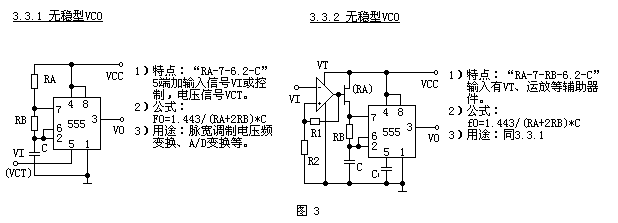 3.3.1 无稳型VCO
RA
RB
VI
(VCT)
C
VCC
VO
4 8
7
6
2
555
3
5 1
1)特点:“RA-7-6.2-C”
5端加输入信号VI或控
制,电压信号VCT。
2)公式:
FO=1.443/(RA+2RB)*C
3)用途:脉宽调制电压频
变换、A/D变换等。
3.3.2 无稳型VCO
VT
VI
(RA)
R1
R2
RB
C
C
VCC
VO
4 8
7
6
2
555
3
5 1
1)特点:“RA-7-RB-6.2-C”
输入有VT、运放等辅助器
件。
2)公式:
fO=1.443/(RA+2RB)*C
3)用途:同3.3.1
图 3